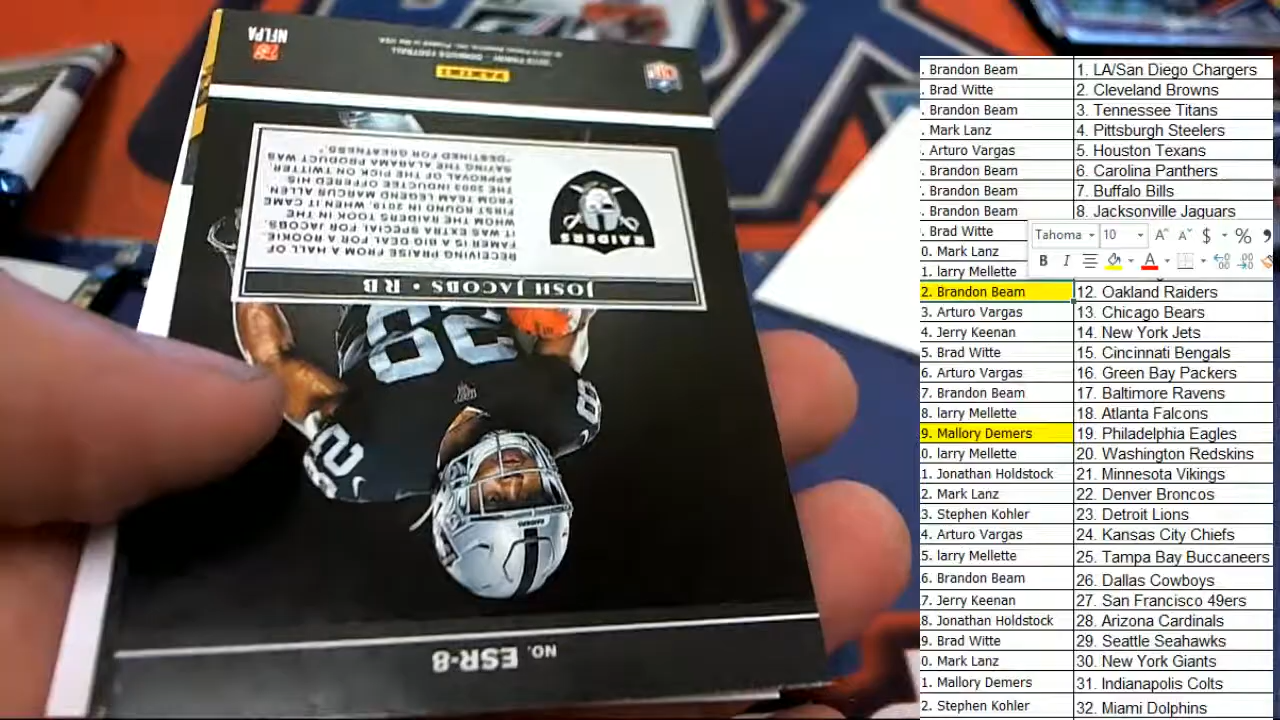 NFLPA
2019 PANINI - DONRUSS FOOTBALL
PANINI
NFL
RECEIVING PRAISE FROM A HALL OF
FAMER IS A BIG DEAL FOR A ROOKIE.
IT WAS EXTRA SPECIAL FOR JACOBS,
WHOM THE RAIDERS TOOK IN THE
FIRST ROUND IN 2019, WHEN IT CAME
FROM TEAM LEGEND MARCUS ALLEN.
THE 2003 INDUCTEE OFFERED HIS
APPROVAL OF THE PICK ON TWITTER,
SAYING THE ALABAMA PRODUCT WAS
"DESTINED FOR GREATNESS."
RAIDERS
JOSH JACOBS • RB
28
28
28
NO. ESR-8
. Brandon Beam 1. LA/San Diego Chargers
. Brad Witte 2. Cleveland Browns
. Brandon Beam 3. Tennessee Titans
. Mark Lanz 4. Pittsburgh Steelers
. Arturo Vargas 5. Houston Texans
. Brandon Beam 6. Carolina Panthers
. Brandon Beam 7. Buffalo Bills
. Brandon Beam 8. Jacksonville Jaguars
. Brad Witte
0. Mark Lanz
1. larry Mellette
Tahoma 10 A A $ % ,
B I A
2. Brandon Beam 12. Oakland Raiders
3. Arturo Vargas 13. Chicago Bears
4. Jerry Keenan 14. New York Jets
5. Brad Witte 15. Cincinnati Bengals
6. Arturo Vargas 16. Green Bay Packers
7. Brandon Beam 17. Baltimore Ravens
8. larry Mellette 18. Atlanta Falcons
9. Mallory Demers 19. Philadelphia Eagles
0. larry Mellette 20. Washington Redskins
1. Jonathan Holdstock 21. Minnesota Vikings
2. Mark Lanz 22. Denver Broncos
3. Stephen Kohler 23. Detroit Lions
4. Arturo Vargas 24. Kansas City Chiefs
5. larry Mellette 25. Tampa Bay Buccaneers
6. Brandon Beam 26. Dallas Cowboys
7. Jerry Keenan 27. San Francisco 49ers
8. Jonathan Holdstock 28. Arizona Cardinals
9. Brad Witte 29. Seattle Seahawks
0. Mark Lanz 30. New York Giants
1. Mallory Demers 31. Indianapolis Colts
2. Stephen Kohler 32. Miami Dolphins